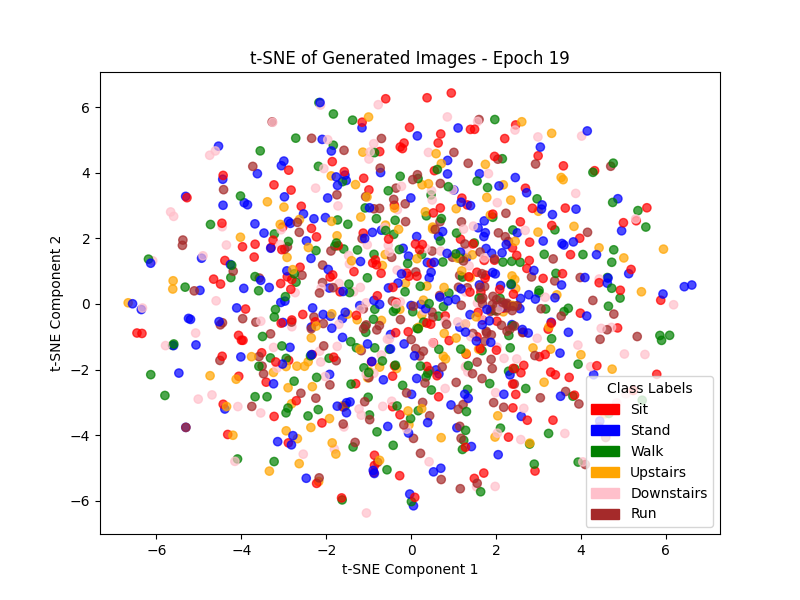 t-SNE of Generated Images - Epoch 19
t-SNE Component 2
6
4
2
0
−2
−4
−6
−6
−4
−2
0
2
4
6
t-SNE Component 1
Class Labels
Sit
Stand
Walk
Upstairs
Downstairs
Run